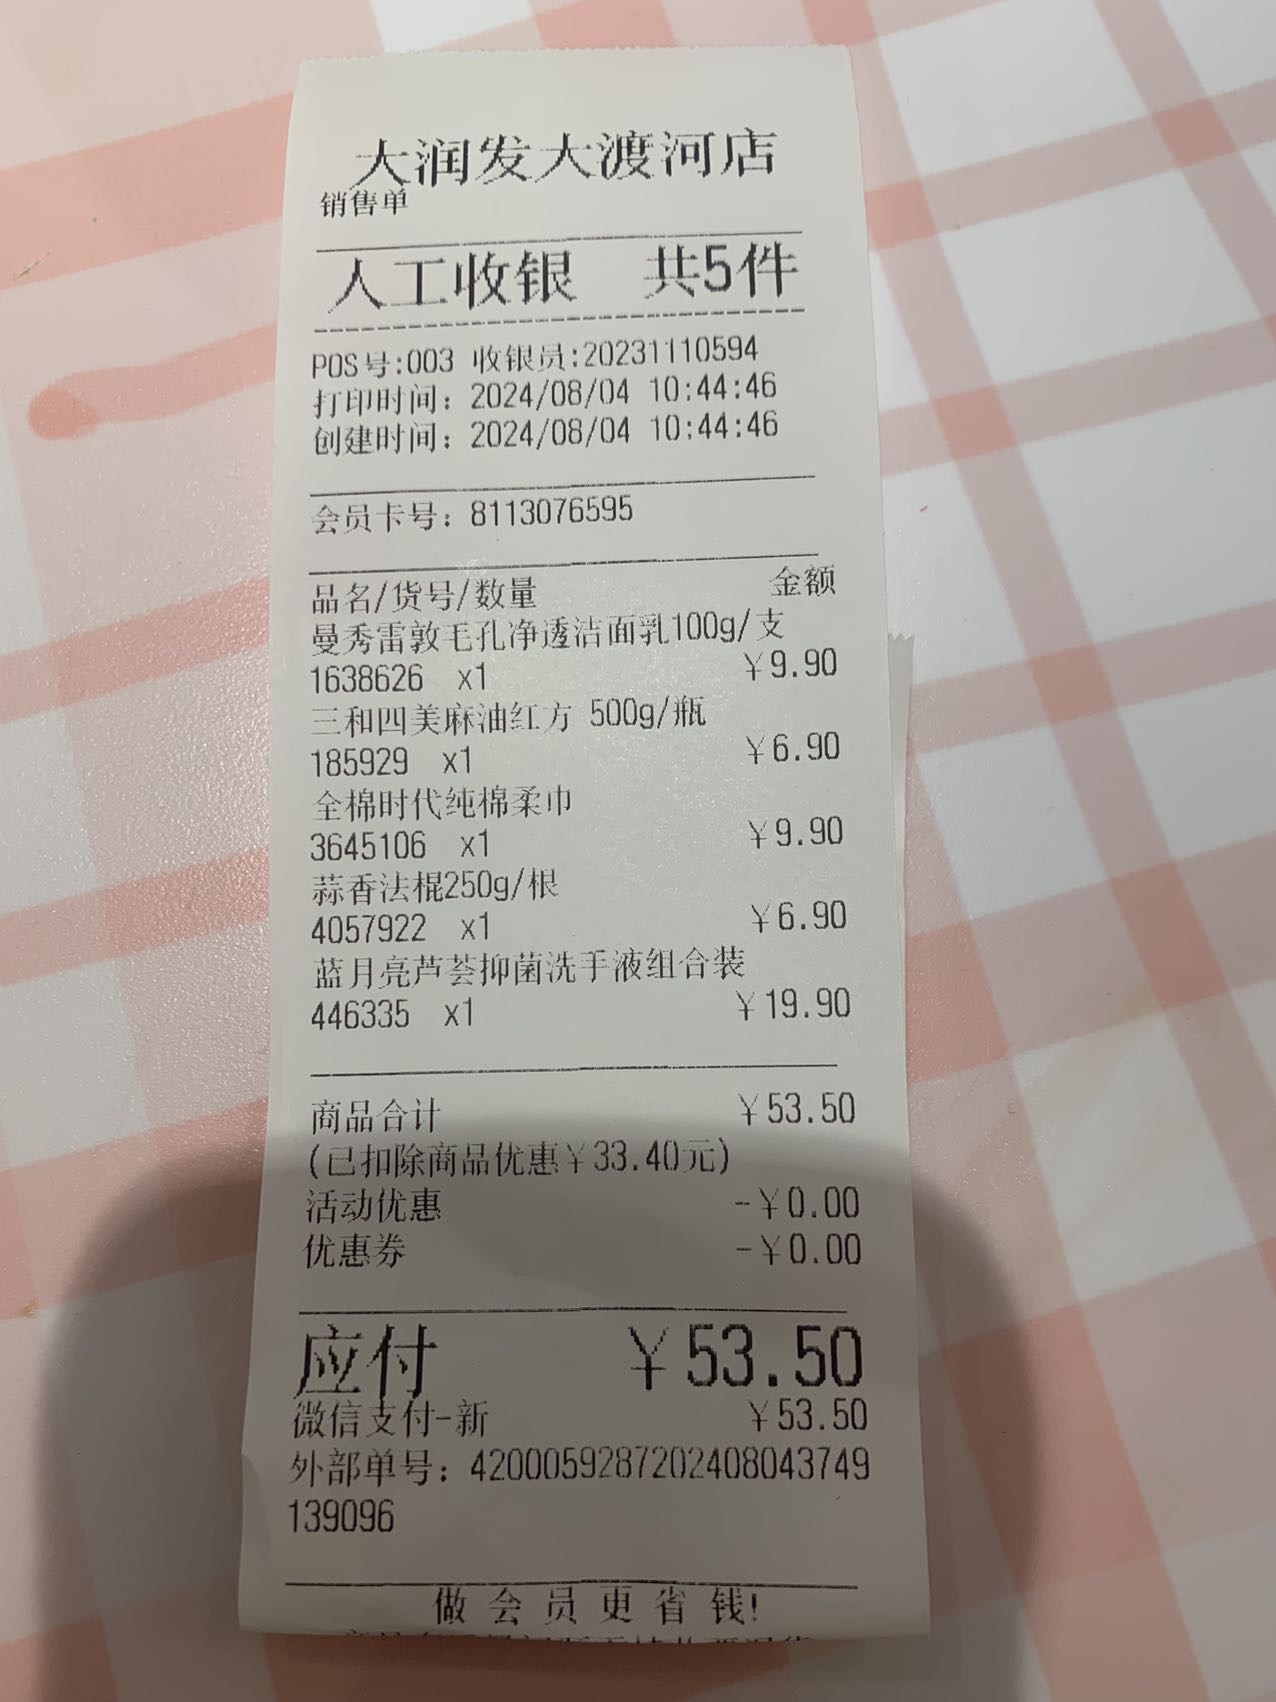 大润发大渡河店
销售单
人工收银 共5件
POS号:003 收银员:20231110594
打印时间: 2024/08/04 10:44:46
创建时间: 2024/08/04 10:44:46
会员卡号: 8113076595
品名/货号/数量 金额
曼秀雷敦毛孔净透洁面乳100g/支
1638626 x1 ￥9.90
三和四美麻油红方 500g/瓶
185929 x1 ￥6.90
全棉时代纯棉柔巾
3645106 x1 ￥9.90
蒜香法棍250g/根
4057922 x1 ￥6.90
蓝月亮芦荟抑菌洗手液组合装
446335 x1 ￥19.90
商品合计 ￥53.50
(已扣除商品优惠￥33.40元)
活动优惠 -￥0.00
优惠券 -￥0.00
应付 ￥53.50
微信支付-新 ￥53.50
外部单号: 4200059287202408043749
139096
做会员更省钱!